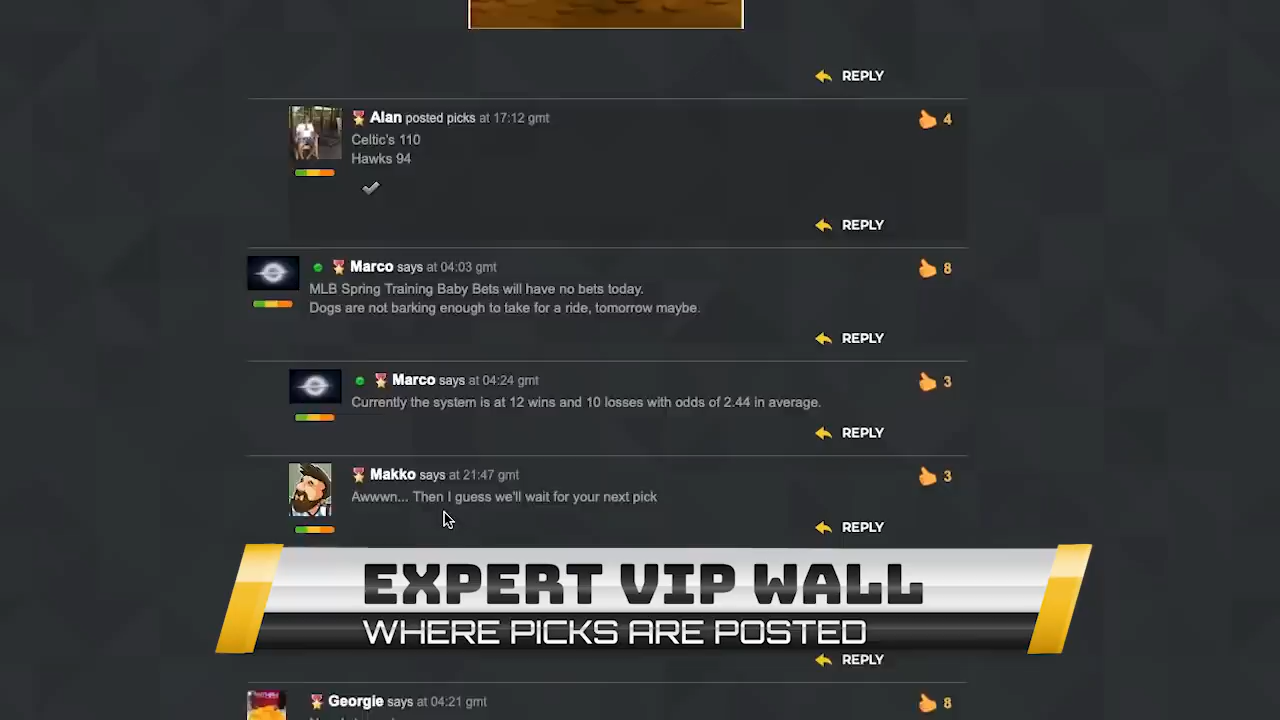 REPLY
Alan posted picks at 17:12 gmt
4
Celtic's 110
Hawks 94
REPLY
Marco says at 04:03 gmt
8
MLB Spring Training Baby Bets will have no bets today.
Dogs are not barking enough to take for a ride, tomorrow maybe.
REPLY
Marco says at 04:24 gmt
3
Currently the system is at 12 wins and 10 losses with odds of 2.44 in average.
REPLY
Makko says at 21:47 gmt
3
Awwwn... Then I guess we'll wait for your next pick
REPLY
EXPERT VIP WALL
WHERE PICKS ARE POSTED
REPLY
Georgie says at 04:21 gmt
8